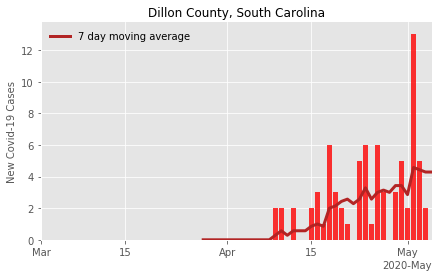 Dillon County, South Carolina
7 day moving average
New Covid-19 Cases
12
10
8
6
4
2
0
Mar 15 Apr 15 May
2020-May